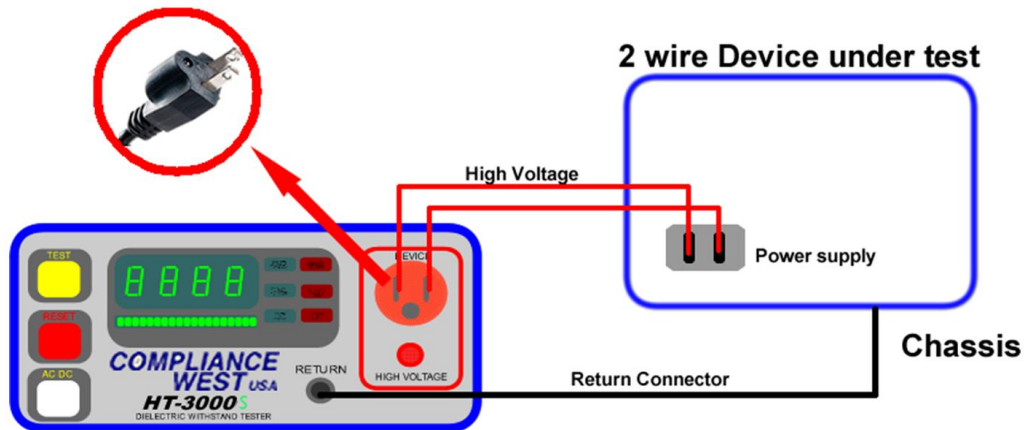 2 wire Device under test
High Voltage
Power supply
Chassis
Return Connector
TEST
RESET
AC DC
8888
DEVICE
HIGH VOLTAGE
RETURN
COMPLIANCE
WEST USA
HT-3000S
DIELECTRIC WITHSTAND TESTER